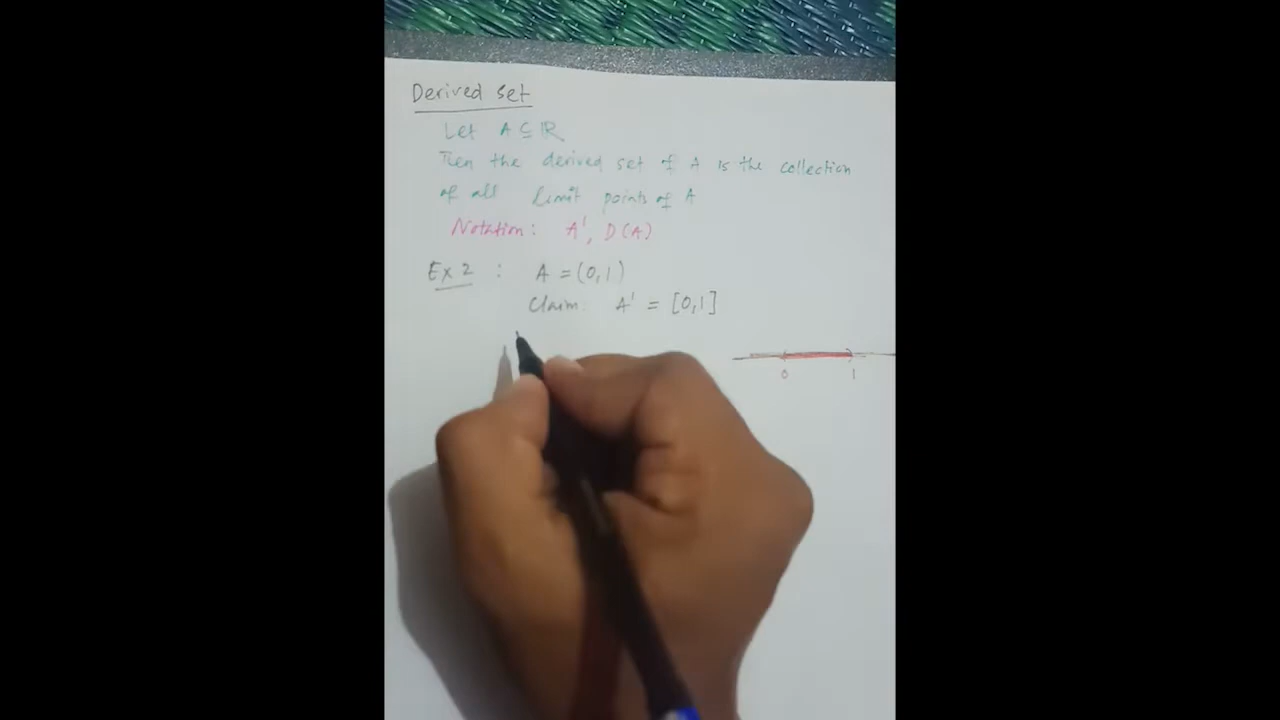 Derived set
Let A ⊆ ℝ
Then the derived set of A is the collection
of all limit points of A
Notation: A', D(A)
Ex 2 : A = (0,1)
Claim: A' = [0,1]
0 1